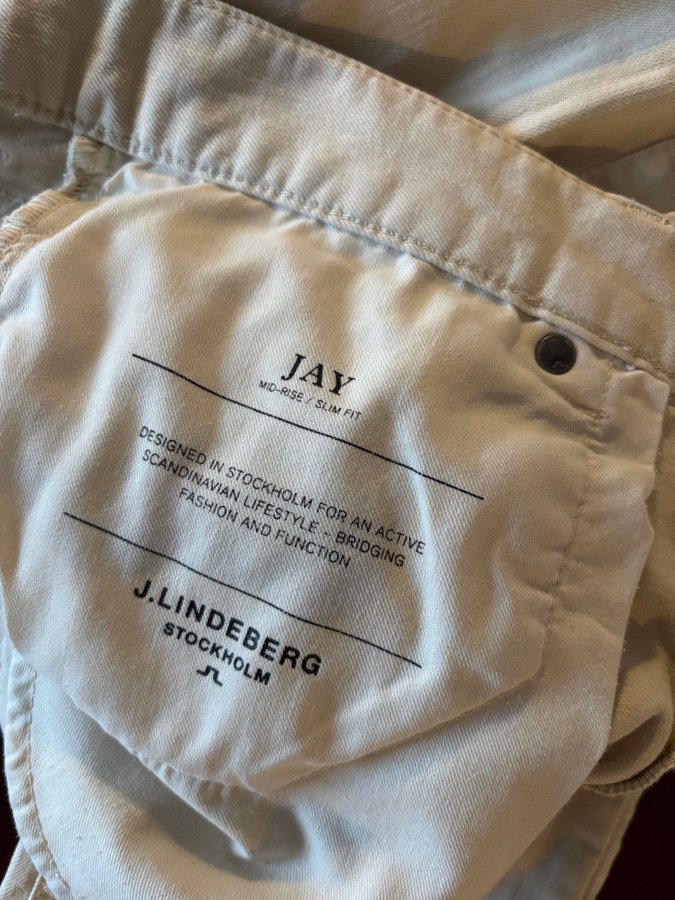 JAY
MID-RISE / SLIM FIT
DESIGNED IN STOCKHOLM FOR AN ACTIVE
SCANDINAVIAN LIFESTYLE - BRIDGING
FASHION AND FUNCTION
J.LINDEBERG
STOCKHOLM